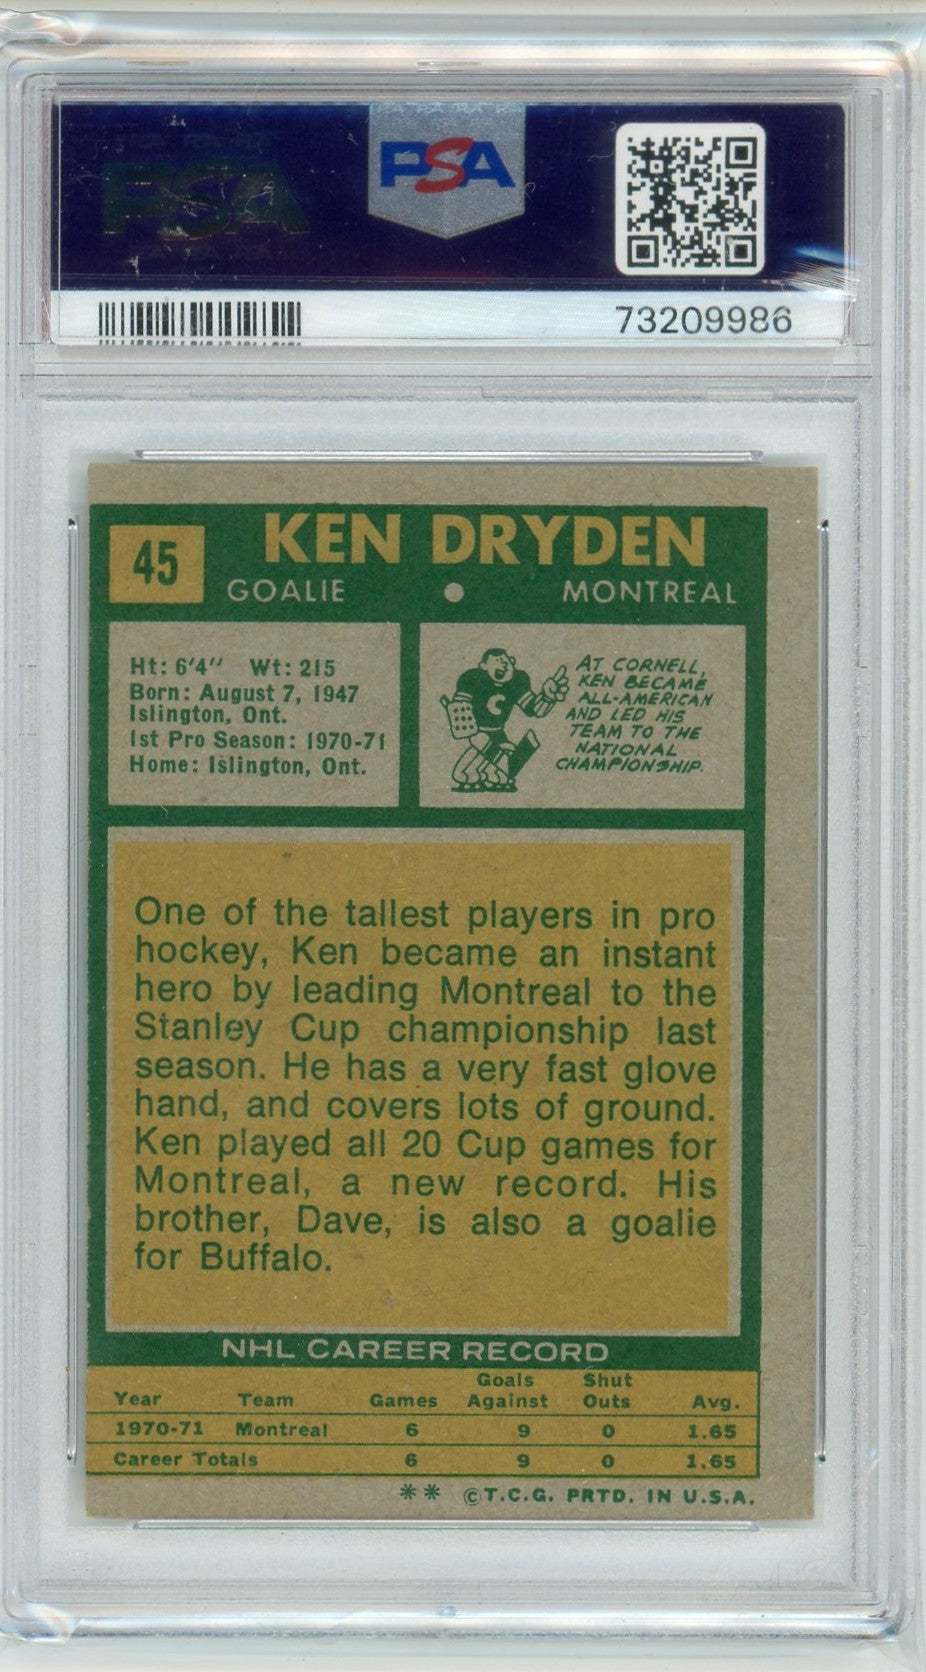 PSA
PSA
73209986
45
KEN DRYDEN
GOALIE • MONTREAL
Ht: 6'4'' Wt: 215
Born: August 7, 1947
Islington, Ont.
1st Pro Season: 1970-71
Home: Islington, Ont.
C
AT CORNELL,
KEN BECAME
ALL-AMERICAN
AND LED HIS
TEAM TO THE
NATIONAL
CHAMPIONSHIP.
One of the tallest players in pro
hockey, Ken became an instant
hero by leading Montreal to the
Stanley Cup championship last
season. He has a very fast glove
hand, and covers lots of ground.
Ken played all 20 Cup games for
Montreal, a new record. His
brother, Dave, is also a goalie
for Buffalo.
NHL CAREER RECORD
Year Team Games Goals Against Shut Outs Avg.
1970-71 Montreal 6 9 0 1.65
Career Totals 6 9 0 1.65
** ©T.C.G. PRTD. IN U.S.A.